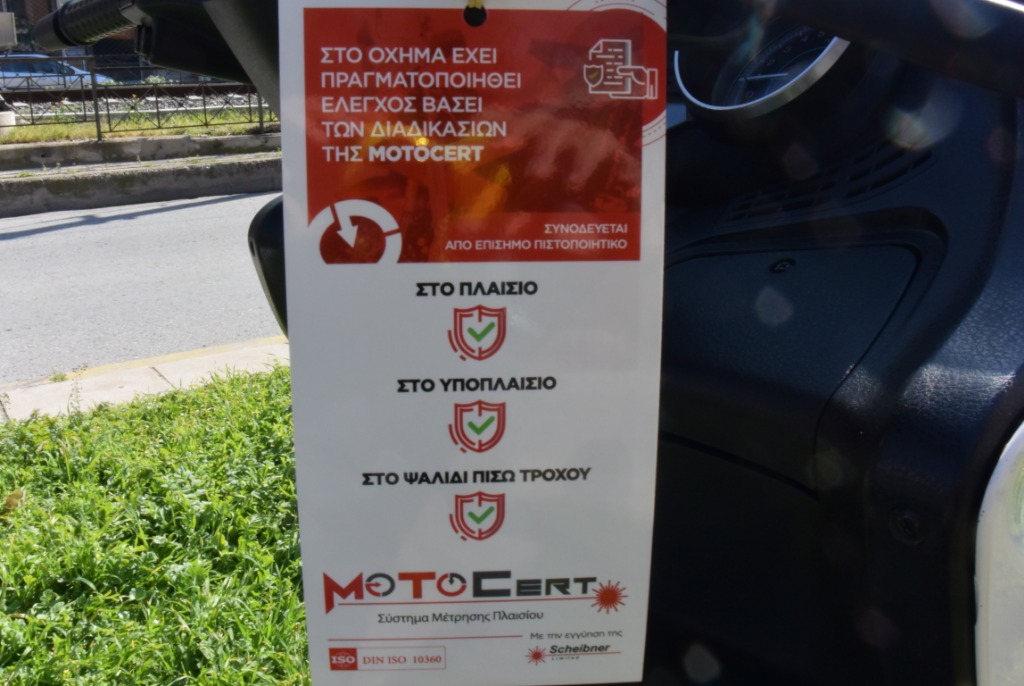 ΣΤΟ ΟΧΗΜΑ ΕΧΕΙ
ΠΡΑΓΜΑΤΟΠΟΙΗΘΕΙ
ΕΛΕΓΧΟΣ ΒΑΣΕΙ
ΤΩΝ ΔΙΑΔΙΚΑΣΙΩΝ
ΤΗΣ MOTOCERT
ΣΥΝΟΔΕΥΕΤΑΙ
ΑΠΟ ΕΠΙΣΗΜΟ ΠΙΣΤΟΠΟΙΗΤΙΚΟ
ΣΤΟ ΠΛΑΙΣΙΟ
ΣΤΟ ΥΠΟΠΛΑΙΣΙΟ
ΣΤΟ ΨΑΛΙΔΙ ΠΙΣΩ ΤΡΟΧΟΥ
MOTOCERT
Σύστημα Μέτρησης Πλαισίου
Με την εγγύηση της
ISO DIN ISO 10360
Scheibner
LIMITED